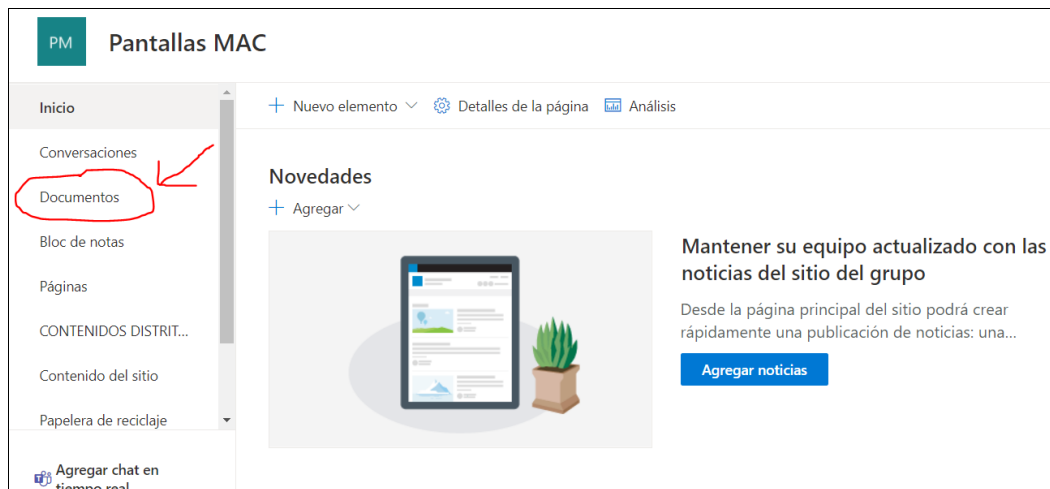 PM
Pantallas MAC
Inicio
Conversaciones
Documentos
Bloc de notas
Páginas
CONTENIDOS DISTRIT...
Contenido del sitio
Papelera de reciclaje
Agregar chat en
tiempo real
Nuevo elemento
Detalles de la página
Análisis
Novedades
Agregar
Mantener su equipo actualizado con las
noticias del sitio del grupo
Desde la página principal del sitio podrá crear
rápidamente una publicación de noticias: una...
Agregar noticias